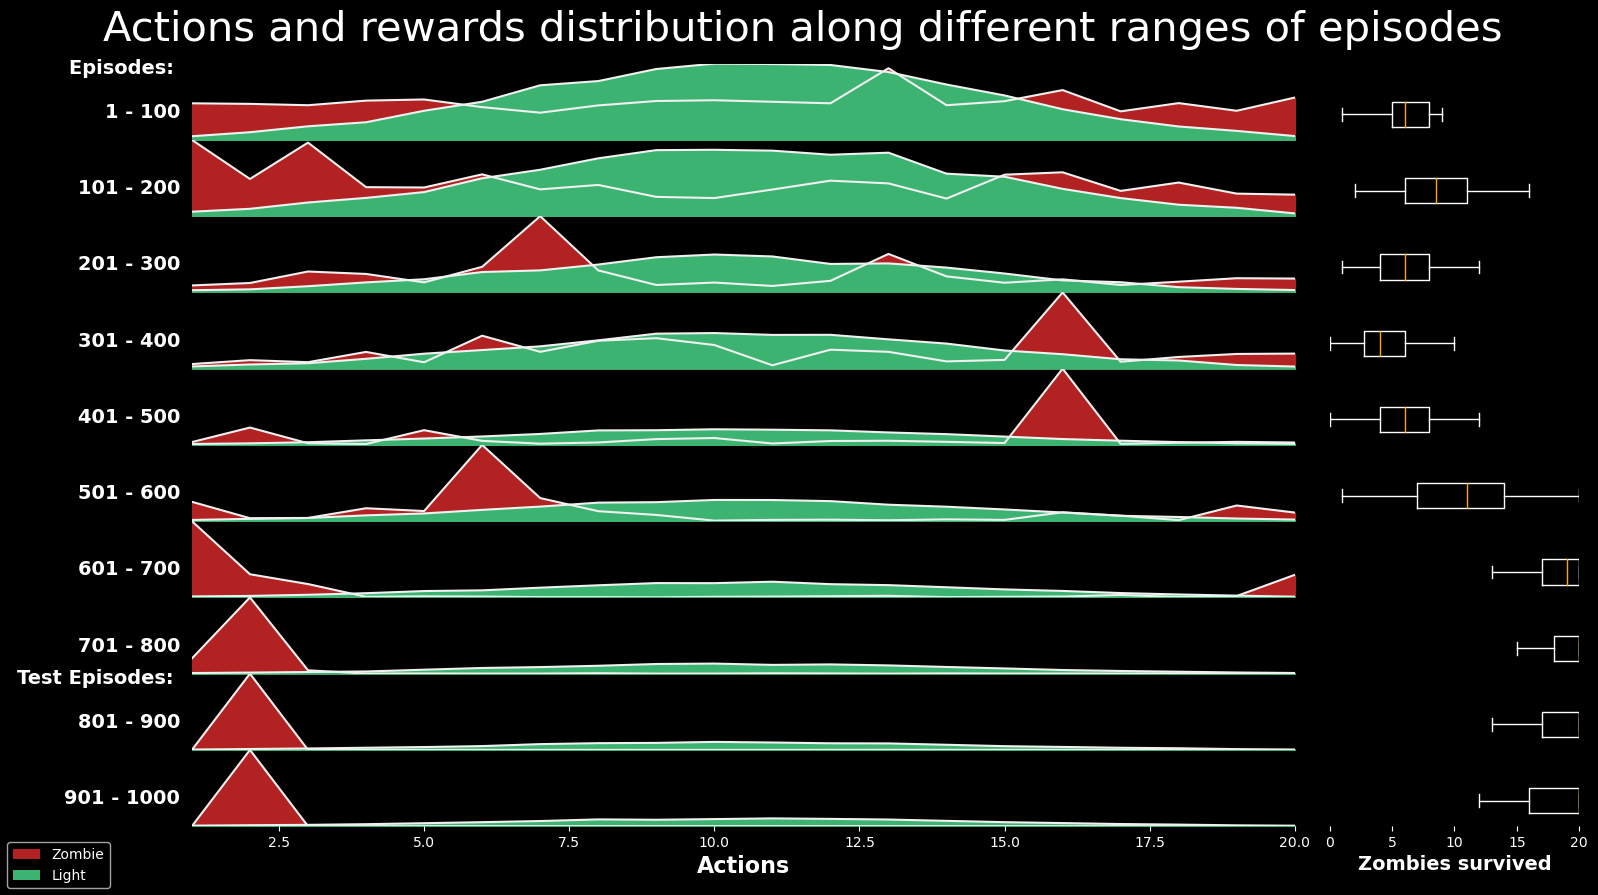 Actions and rewards distribution along different ranges of episodes
Episodes:
1 - 100
101 - 200
201 - 300
301 - 400
401 - 500
501 - 600
601 - 700
701 - 800
Test Episodes:
801 - 900
901 - 1000
2.5 5.0 7.5 10.0 12.5 15.0 17.5 20.0
Actions
0 5 10 15 20
Zombies survived
Zombie
Light